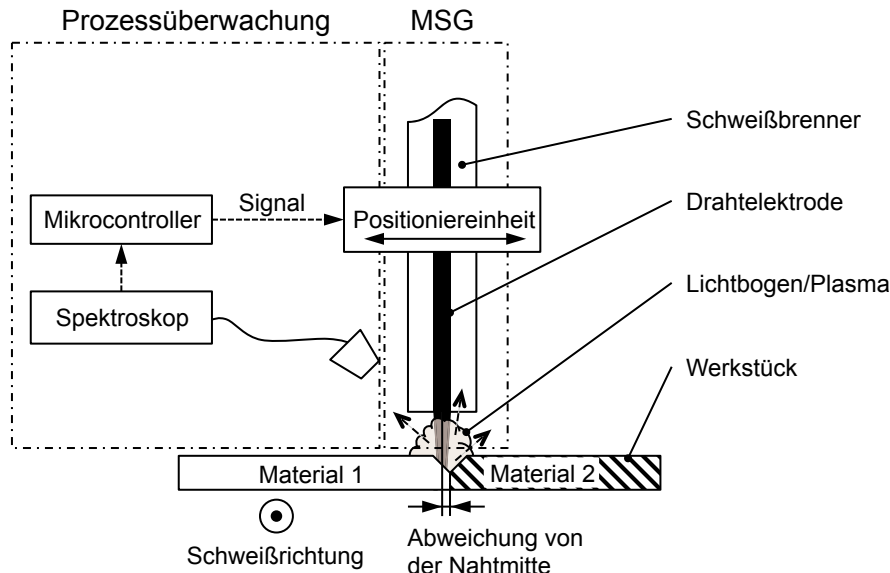 Prozessüberwachung
MSG
Schweißbrenner
Drahtelektrode
Lichtbogen/Plasma
Werkstück
Mikrocontroller
Signal
Positioniereinheit
Spektroskop
Material 1
Material 2
Schweißrichtung
Abweichung von
der Nahtmitte